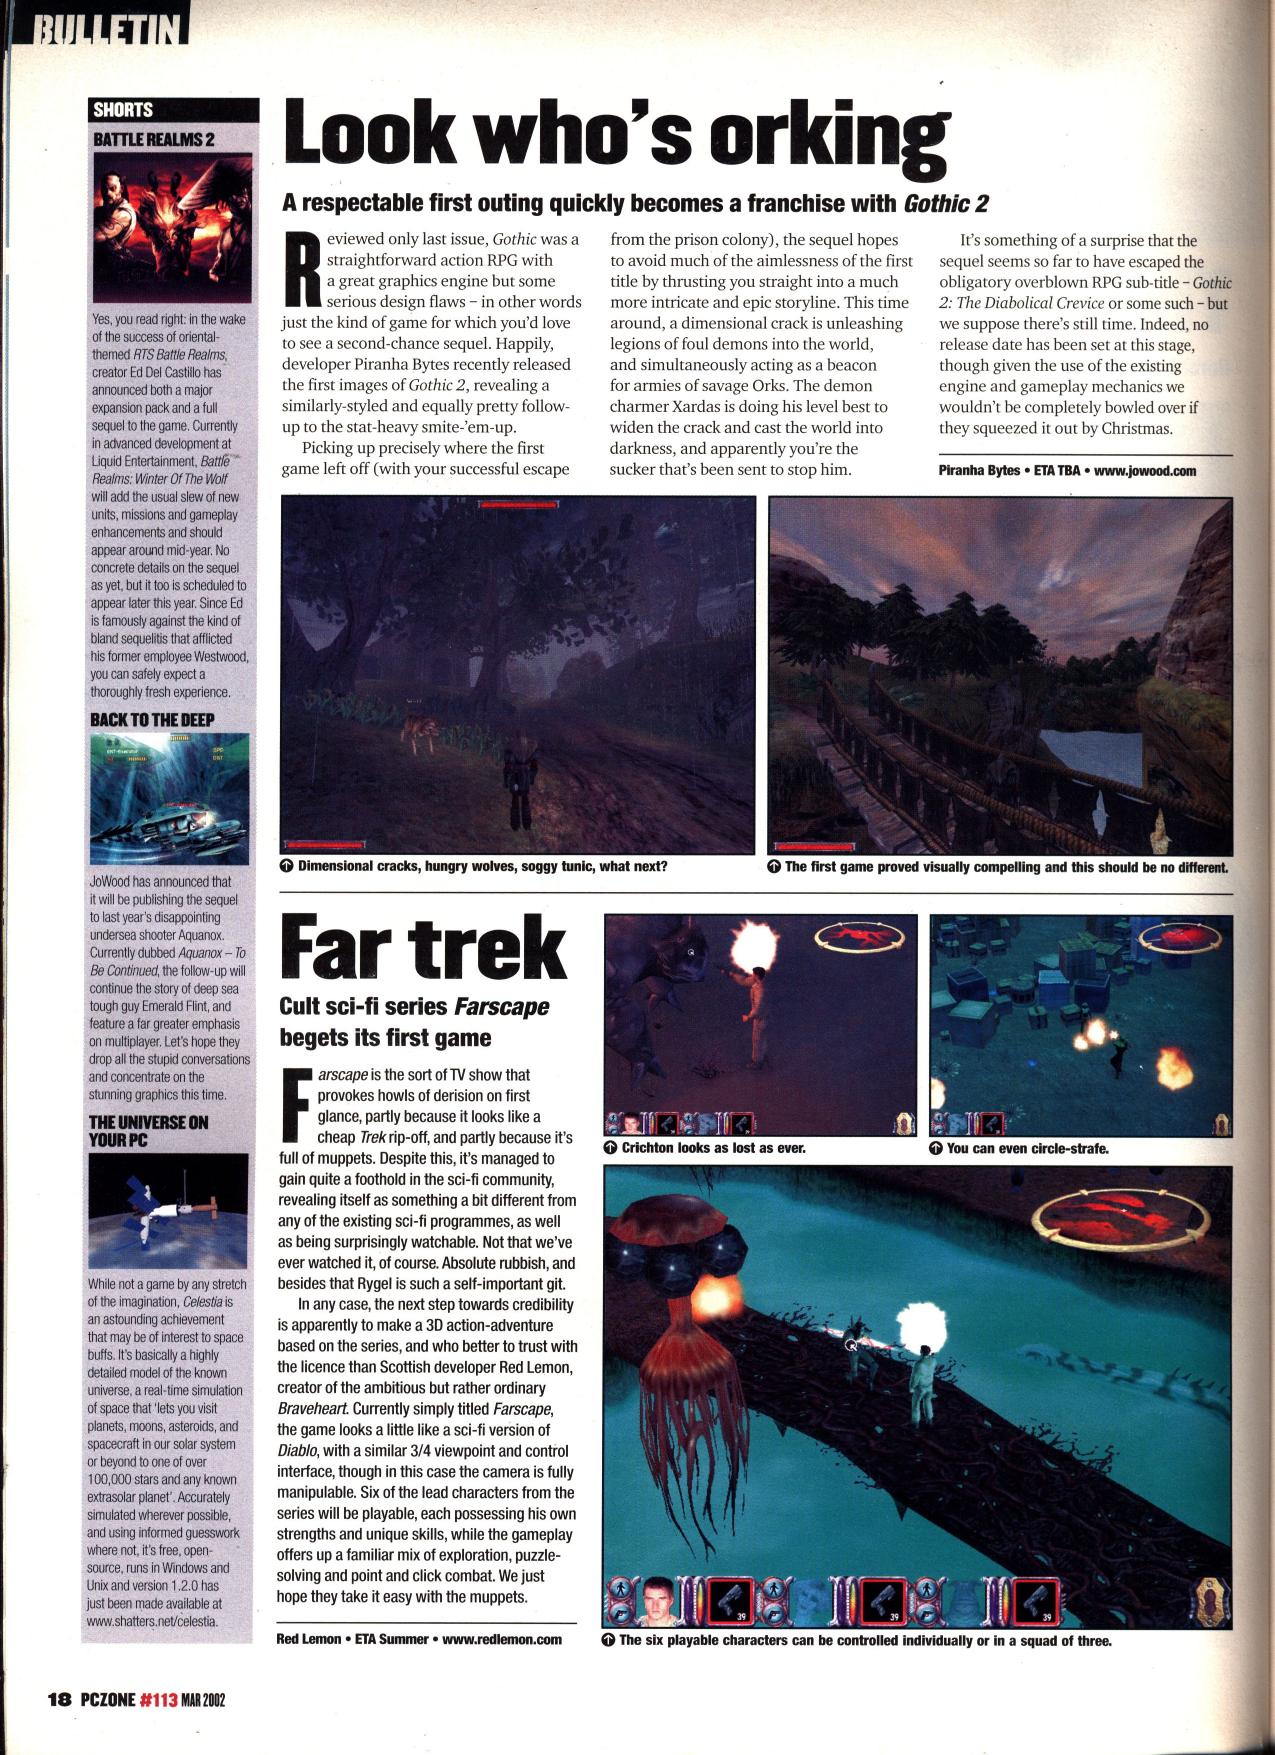 BULLETIN
SHORTS
BATTLE REALMS 2
Yes, you read right: in the wake
of the success of oriental-
themed RTS Battle Realms,
creator Ed Del Castillo has
announced both a major
expansion pack and a full
sequel to the game. Currently
in advanced development at
Liquid Entertainment, Battle
Realms: Winter Of The Wolf
will add the usual slew of new
units, missions and gameplay
enhancements and should
appear around mid-year. No
concrete details on the sequel
as yet, but it too is scheduled to
appear later this year. Since Ed
is famously against the kind of
bland sequelitis that afflicted
his former employee Westwood,
you can safely expect a
thoroughly fresh experience.
BACK TO THE DEEP
JoWood has announced that
it will be publishing the sequel
to last year's disappointing
undersea shooter Aquanox.
Currently dubbed Aquanox – To
Be Continued, the follow-up will
continue the story of deep sea
tough guy Emerald Flint, and
feature a far greater emphasis
on multiplayer. Let's hope they
drop all the stupid conversations
and concentrate on the
stunning graphics this time.
THE UNIVERSE ON
YOUR PC
While not a game by any stretch
of the imagination, Celestia is
an astounding achievement
that may be of interest to space
buffs. It's basically a highly
detailed model of the known
universe, a real-time simulation
of space that 'lets you visit
planets, moons, asteroids, and
spacecraft in our solar system
or beyond to one of over
100,000 stars and any known
extrasolar planet'. Accurately
simulated wherever possible,
and using informed guesswork
where not, it's free, open-
source, runs in Windows and
Unix and version 1.2.0 has
just been made available at
www.shatters.net/celestia.
Look who's orking
A respectable first outing quickly becomes a franchise with Gothic 2
Reviewed only last issue, Gothic was a
straightforward action RPG with
a great graphics engine but some
serious design flaws – in other words
just the kind of game for which you'd love
to see a second-chance sequel. Happily,
developer Piranha Bytes recently released
the first images of Gothic 2, revealing a
similarly-styled and equally pretty follow-
up to the stat-heavy smite-'em-up.
Picking up precisely where the first
game left off (with your successful escape
from the prison colony), the sequel hopes
to avoid much of the aimlessness of the first
title by thrusting you straight into a much
more intricate and epic storyline. This time
around, a dimensional crack is unleashing
legions of foul demons into the world,
and simultaneously acting as a beacon
for armies of savage Orks. The demon
charmer Xardas is doing his level best to
widen the crack and cast the world into
darkness, and apparently you're the
sucker that's been sent to stop him.
It's something of a surprise that the
sequel seems so far to have escaped the
obligatory overblown RPG sub-title – Gothic
2: The Diabolical Crevice or some such – but
we suppose there's still time. Indeed, no
release date has been set at this stage,
though given the use of the existing
engine and gameplay mechanics we
wouldn't be completely bowled over if
they squeezed it out by Christmas.
Piranha Bytes • ETA TBA • www.jowood.com
Dimensional cracks, hungry wolves, soggy tunic, what next?
The first game proved visually compelling and this should be no different.
Far trek
Cult sci-fi series Farscape
begets its first game
Farscape is the sort of TV show that
provokes howls of derision on first
glance, partly because it looks like a
cheap Trek rip-off, and partly because it's
full of muppets. Despite this, it's managed to
gain quite a foothold in the sci-fi community,
revealing itself as something a bit different from
any of the existing sci-fi programmes, as well
as being surprisingly watchable. Not that we've
ever watched it, of course. Absolute rubbish, and
besides that Rygel is such a self-important git.
In any case, the next step towards credibility
is apparently to make a 3D action-adventure
based on the series, and who better to trust with
the licence than Scottish developer Red Lemon,
creator of the ambitious but rather ordinary
Braveheart. Currently simply titled Farscape,
the game looks a little like a sci-fi version of
Diablo, with a similar 3/4 viewpoint and control
interface, though in this case the camera is fully
manipulable. Six of the lead characters from the
series will be playable, each possessing his own
strengths and unique skills, while the gameplay
offers up a familiar mix of exploration, puzzle-
solving and point and click combat. We just
hope they take it easy with the muppets.
Red Lemon • ETA Summer • www.redlemon.com
Crichton looks as lost as ever.
You can even circle-strafe.
39
39
39
The six playable characters can be controlled individually or in a squad of three.
18 PCZONE #113 MAR 2002